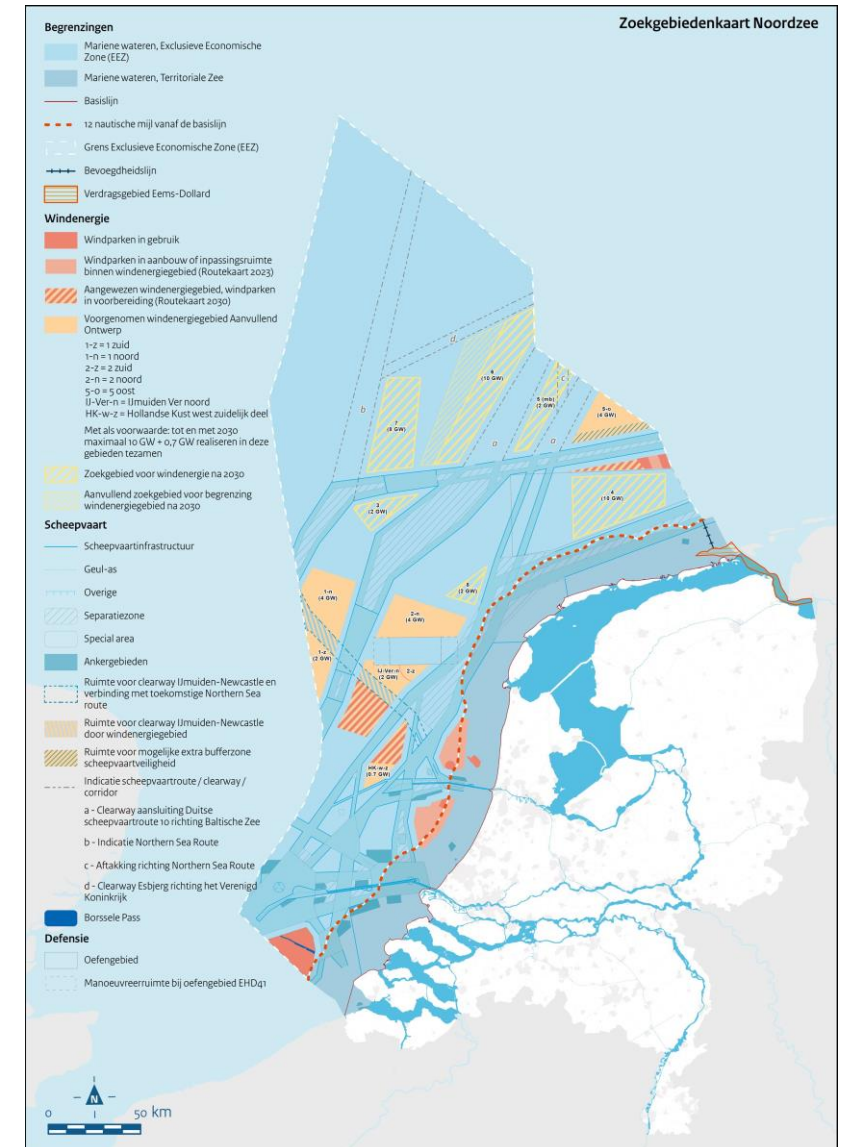 Zoekgebiedenkaart Noordzee
Begrenzingen
Mariene wateren, Exclusieve Economische
Zone (EEZ)
Mariene wateren, Territoriale Zee
Basislijn
12 nautische mijl vanaf de basislijn
Grens Exclusieve Economische Zone (EEZ)
Bevoegdheidslijn
Verdragsgebied Eems-Dollard
Windenergie
Windparken in gebruik
Windparken in aanbouw of inpassingsruimte
binnen windenergiegebied (Routekaart 2023)
Aangewezen windenergiegebied, windparken
in voorbereiding (Routekaart 2030)
Voorgenomen windenergiegebied Aanvullend
Ontwerp
1-z = 1 zuid
1-n = 1 noord
2-z = 2 zuid
2-n = 2 noord
5-o = 5 oost
IJ-Ver-n = IJmuiden Ver noord
HK-w-z = Hollandse Kust west zuidelijk deel
Met als voorwaarde: tot en met 2030
maximaal 10 GW + 0,7 GW realiseren in deze
gebieden tezamen
Zoekgebied voor windenergie na 2030
Aanvullend zoekgebied voor begrenzing
windenergiegebied na 2030
Scheepvaart
Scheepvaartinfrastructuur
Geul-as
Overige
Separatiezone
Special area
Ankergebieden
Ruimte voor clearway IJmuiden-Newcastle en
verbinding met toekomstige Northern Sea
route
Ruimte voor clearway IJmuiden-Newcastle
door windenergiegebied
Ruimte voor mogelijke extra bufferzone
scheepvaartveiligheid
Indicatie scheepvaartroute / clearway /
corridor
a - Clearway aansluiting Duitse
scheepvaartroute 10 richting Baltische Zee
b - Indicatie Northern Sea Route
c - Aftakking richting Northern Sea Route
d - Clearway Esbjerg richting het Verenigd
Koninkrijk
Borssele Pass
Defensie
Oefengebied
Manoeuvreerruimte bij oefengebied EHD41
N
0
50 km
d
b
c
a
a
6
(10 GW)
7
5 (mb)
(2 GW)
(4 GW)
4
(10 GW)
3
(2 GW)
(2 GW)
1-n
(4 GW)
2-n
(4 GW)
1-z
(2 GW)
IJ-Ver-n
(2 GW)
2-z
HK-w-z
(0.7 GW)